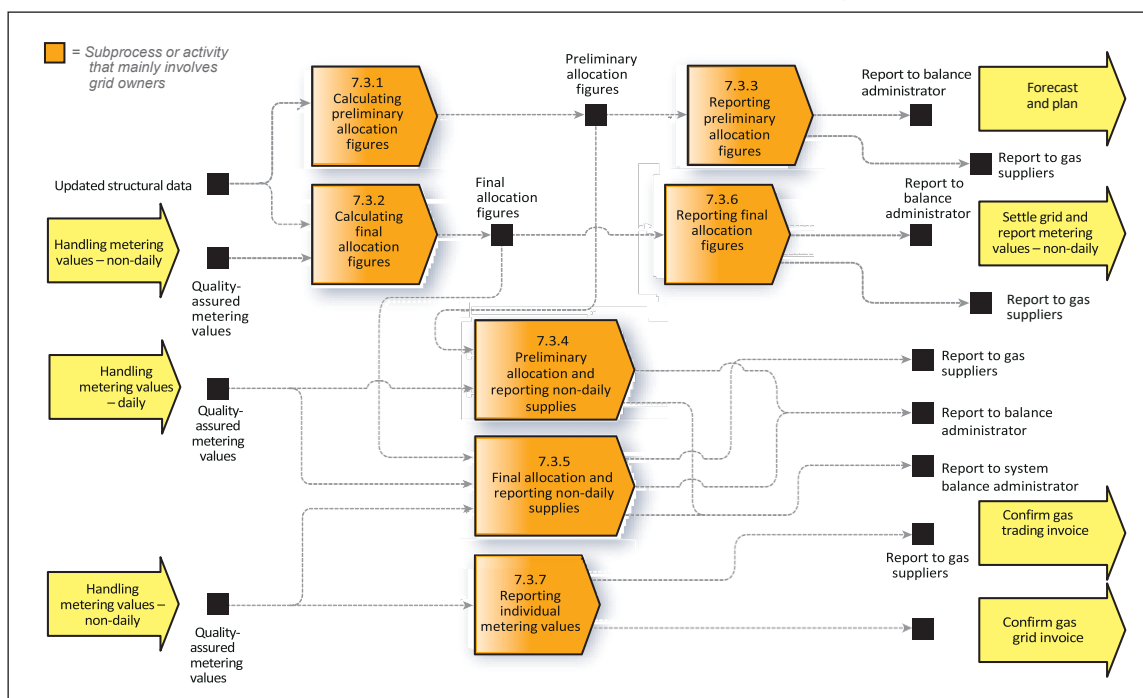 = Subprocess or activity
that mainly involves
grid owners
7.3.1
Calculating
preliminary
allocation
figures
Preliminary
allocation
figures
7.3.3
Reporting
preliminary
allocation
figures
Report to balance
administrator
Forecast
and plan
Report to gas
suppliers
Updated structural data
7.3.2
Calculating
final
allocation
figures
Final
allocation
figures
7.3.6
Reporting final
allocation
figures
Report to
balance
administrator
Settle grid and
report metering
values – non-daily
Handling metering
values – non-daily
Quality-
assured
metering
values
Report to gas
suppliers
7.3.4
Preliminary
allocation and
reporting non-daily
supplies
Report to gas
suppliers
Handling
metering values
– daily
Quality-
assured
metering
values
Report to balance
administrator
7.3.5
Final allocation and
reporting non-daily
supplies
Report to system
balance administrator
Confirm gas
trading invoice
Report to gas
suppliers
7.3.7
Reporting
individual
metering values
Handling
metering values –
non-daily
Quality-
assured
metering
values
Confirm gas
grid invoice